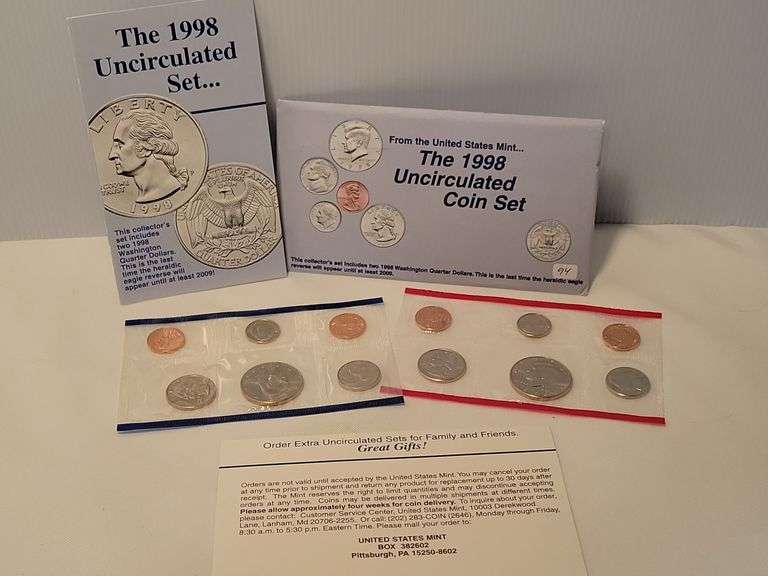 The 1998
Uncirculated
Set...
LIBERTY
TRUST
1998
QUARTER DOLLAR
This collector's
set includes
two 1998
Washington
Quarter Dollars.
This is the last
time the heraldic
eagle reverse will
appear until at least 2009!
From the United States Mint...
The 1998
Uncirculated
Coin Set
This collector's set includes two 1998 Washington Quarter Dollars. This is the last time the heraldic eagle
reverse will appear until at least 2009.
94
Order Extra Uncirculated Sets for Family and Friends.
Great Gifts!
Orders are not valid until accepted by the United States Mint. You may cancel your order
at any time prior to shipment and return any product for replacement up to 30 days after
receipt. The Mint reserves the right to limit quantities and may discontinue accepting
orders at any time. Coins may be delivered in multiple shipments at different times.
Please allow approximately four weeks for coin delivery. To inquire about your order,
please contact: Customer Service Center, United States Mint, 10003 Derekwood
Lane, Lanham, Md 20706-2255. Or call: (202) 283-COIN (2646), Monday through Friday,
8:30 a.m. to 5:30 p.m. Eastern Time. Please mail your order to:
UNITED STATES MINT
BOX 382602
Pittsburgh, PA 15250-8602